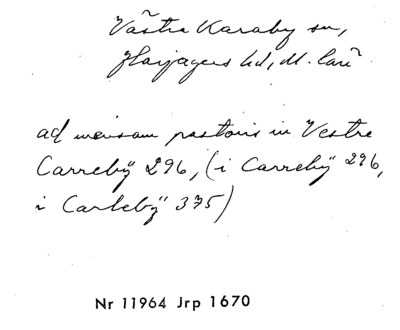 Västra Karaby sn,
Harjagers hd, M. län
ad mensam pastoris in Vestre
Carrebÿ 296, (i Carrebÿ 296,
i Carlebÿ 375)
Nr 11964 Jrp 1670